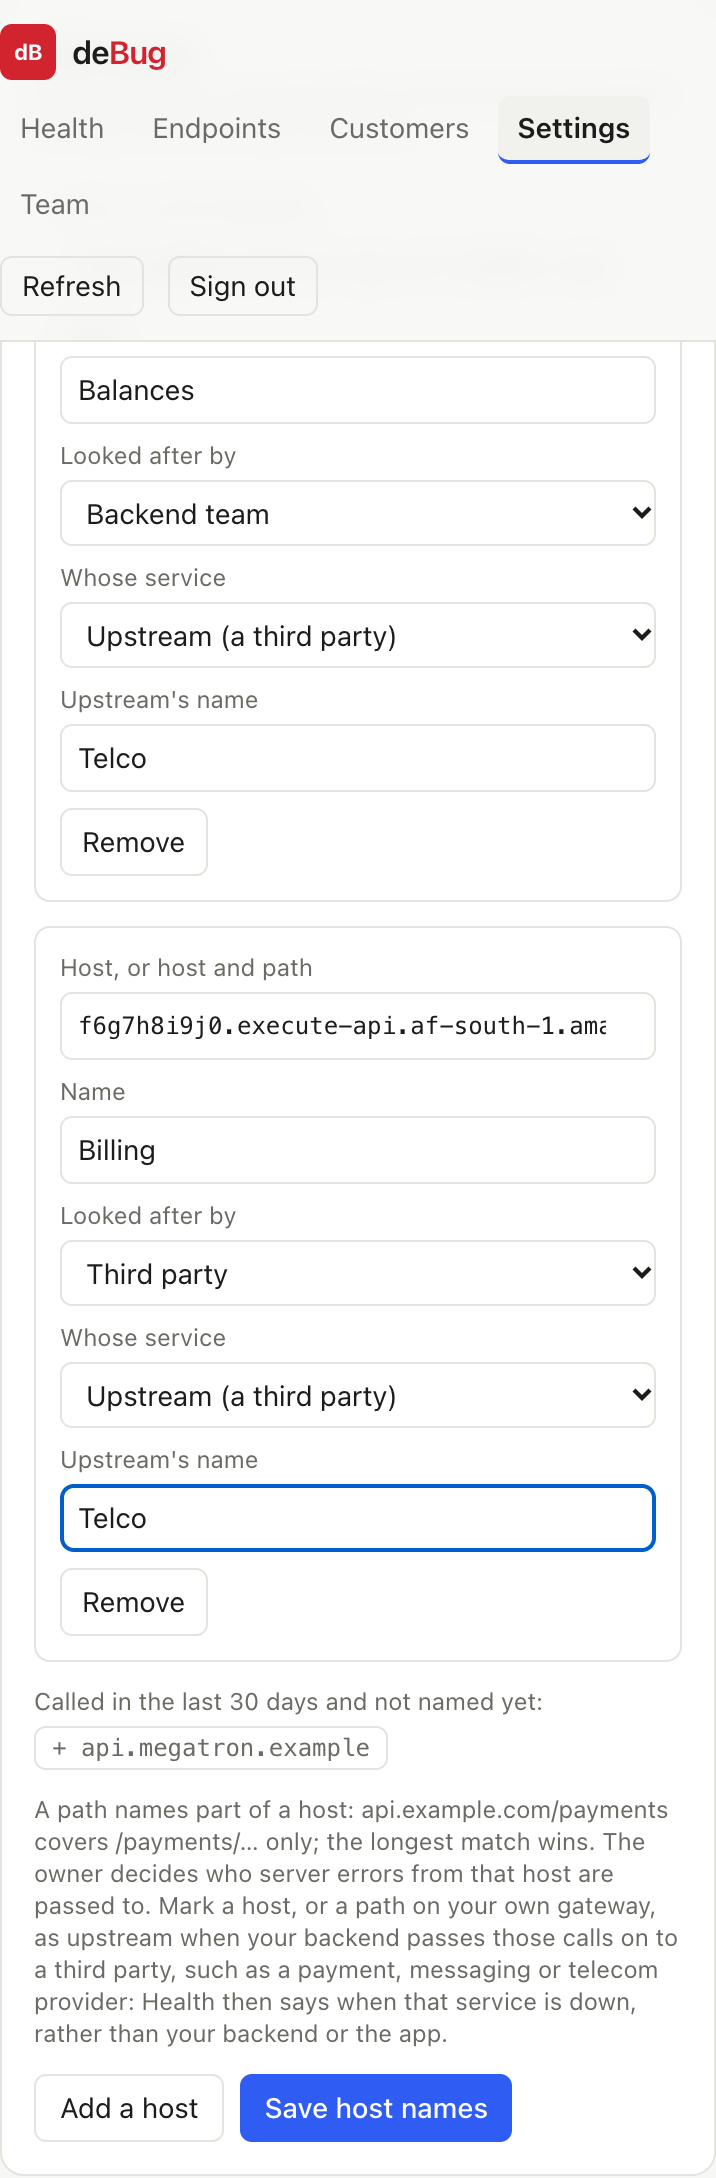 dB deBug
Health Endpoints Customers Settings
Team
Refresh Sign out
Balances
Looked after by
Backend team
Whose service
Upstream (a third party)
Upstream's name
Telco
Remove
Host, or host and path
f6g7h8i9j0.execute-api.af-south-1.ama
Name
Billing
Looked after by
Third party
Whose service
Upstream (a third party)
Upstream's name
Telco
Remove
Called in the last 30 days and not named yet:
+ api.megatron.example
A path names part of a host: api.example.com/payments
covers /payments/... only; the longest match wins. The
owner decides who server errors from that host are
passed to. Mark a host, or a path on your own gateway,
as upstream when your backend passes those calls on to
a third party, such as a payment, messaging or telecom
provider: Health then says when that service is down,
rather than your backend or the app.
Add a host Save host names